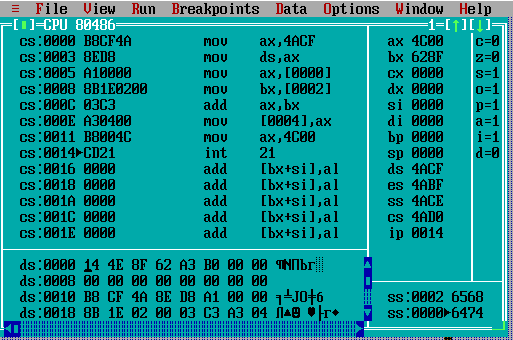 ≡ File View Run Breakpoints Data Options Window Help
[■]=CPU 80486 1=[↑][↓]
cs:0000 B8CF4A mov ax,4ACF ax 4C00 c=0
cs:0003 8ED8 mov ds,ax bx 628F z=0
cs:0005 A10000 mov ax,[0000] cx 0000 s=1
cs:0008 8B1E0200 mov bx,[0002] dx 0000 o=1
cs:000C 03C3 add ax,bx si 0000 p=1
cs:000E A30400 mov [0004],ax di 0000 a=1
cs:0011 B8004C mov ax,4C00 bp 0000 i=1
cs:0014►CD21 int 21 sp 0000 d=0
cs:0016 0000 add [bx+si],al ds 4ACF
cs:0018 0000 add [bx+si],al es 4ABF
cs:001A 0000 add [bx+si],al ss 4ACE
cs:001C 0000 add [bx+si],al cs 4AD0
cs:001E 0000 add [bx+si],al ip 0014
ds:0000 14 4E 8F 62 A3 B0 00 00 ¶NПbг░
ds:0008 00 00 00 00 00 00 00 00
ds:0010 B8 CF 4A 8E D8 A1 00 00 ╕╧JО╪б
ds:0018 8B 1E 02 00 03 C3 A3 04 Л▲☻ ♥├г♦
ss:0002 6568
ss:0000►6474